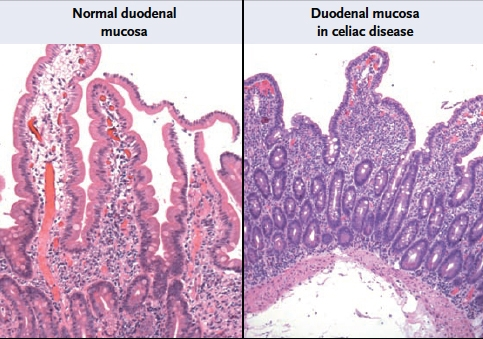 Normal duodenal
mucosa
Duodenal mucosa
in celiac disease